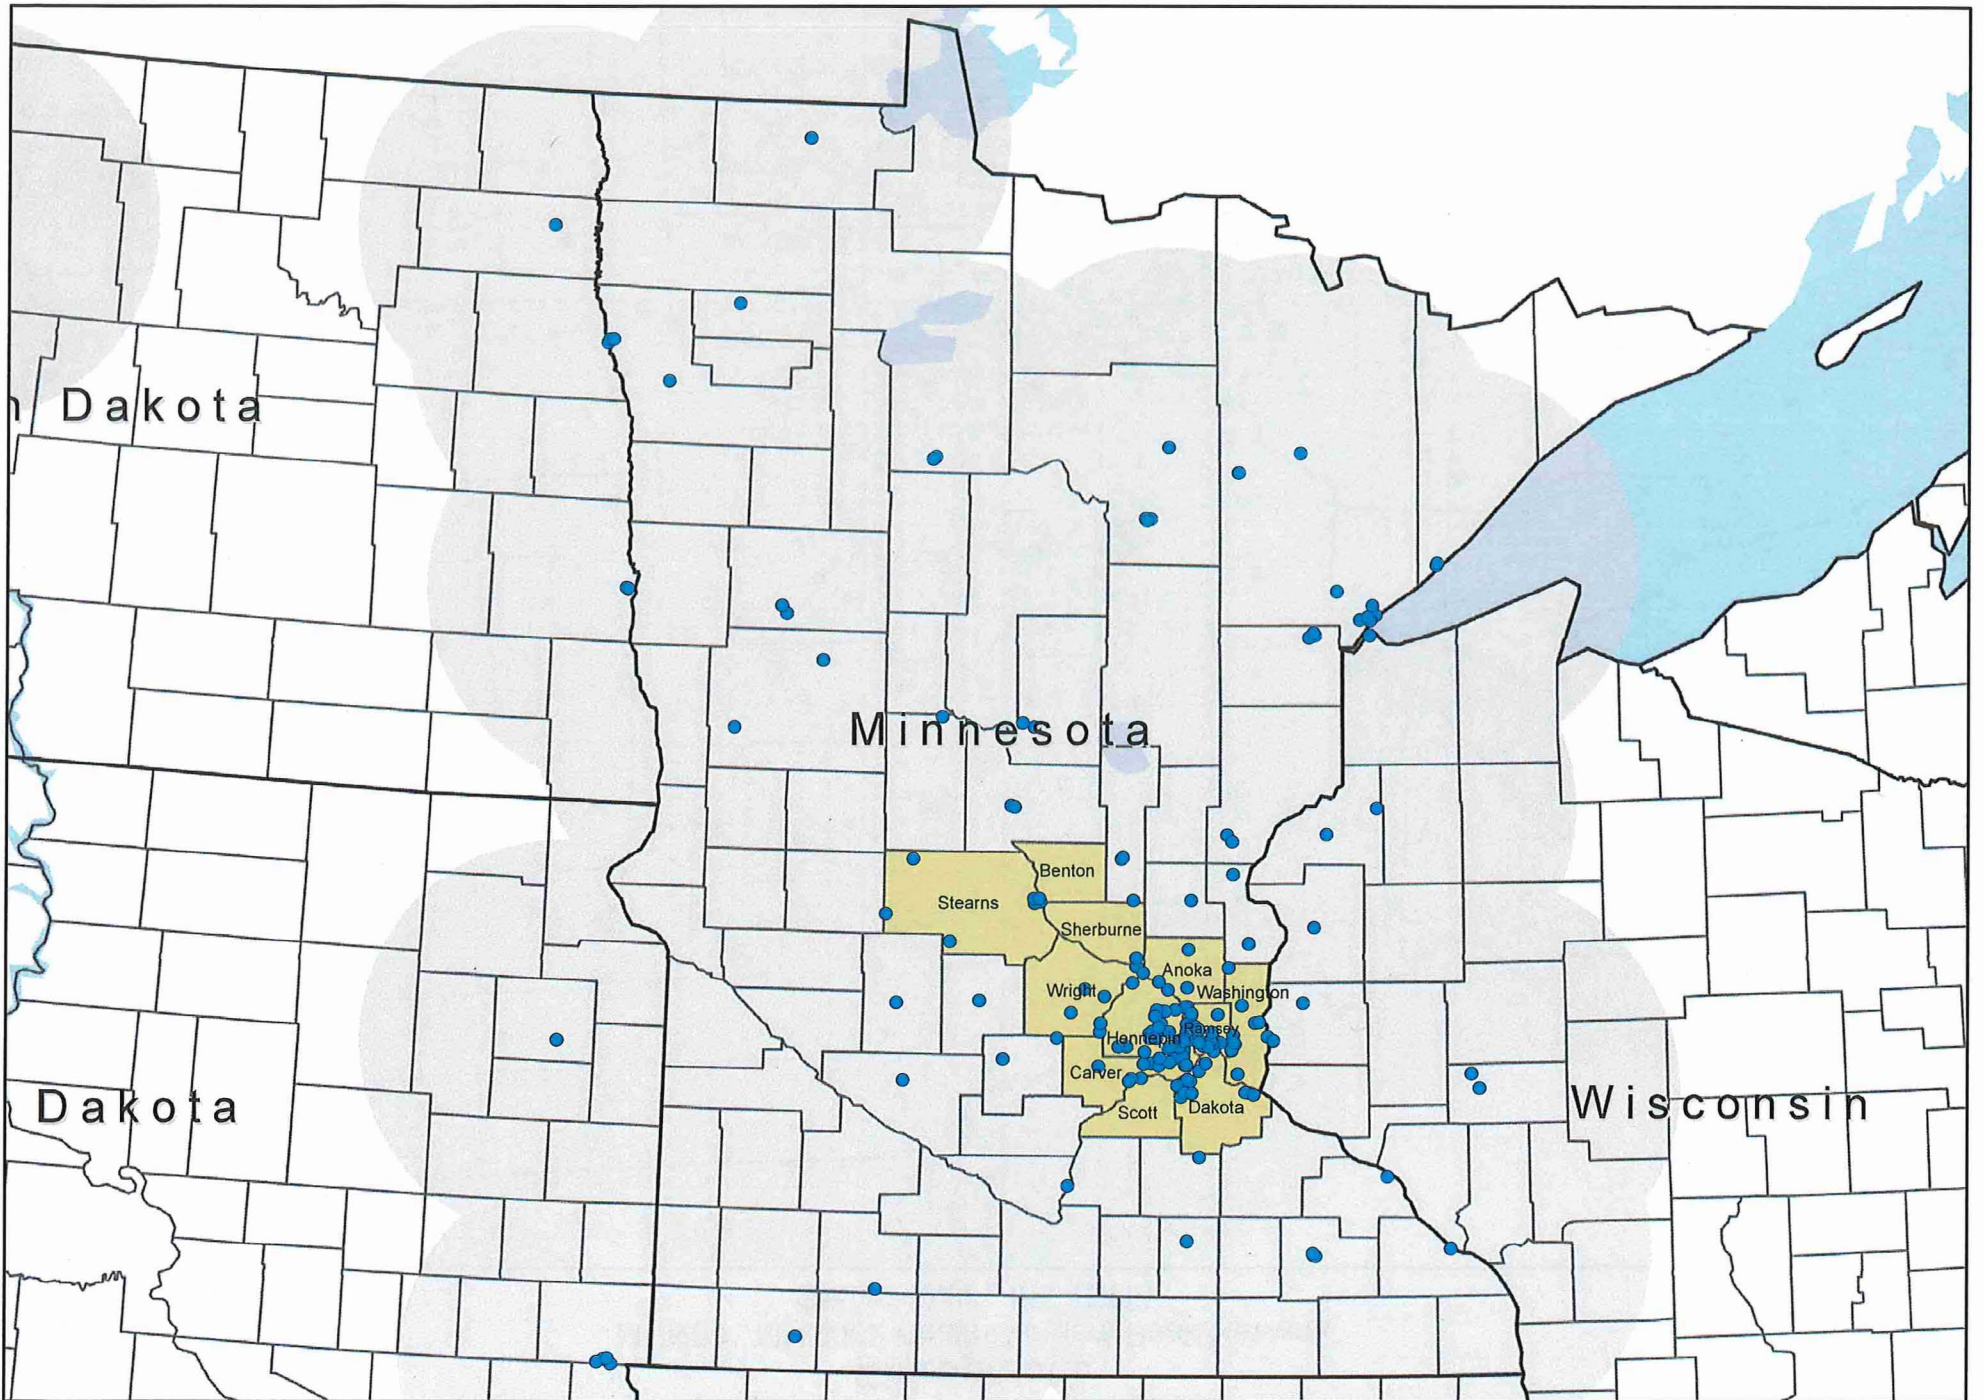 n Dakota
Minnesota
Benton
Stearns
Sherburne
Anoka
Wright
Washington
Ramsey
Hennepin
Carver
Scott
Dakota
Dakota
Wisconsin